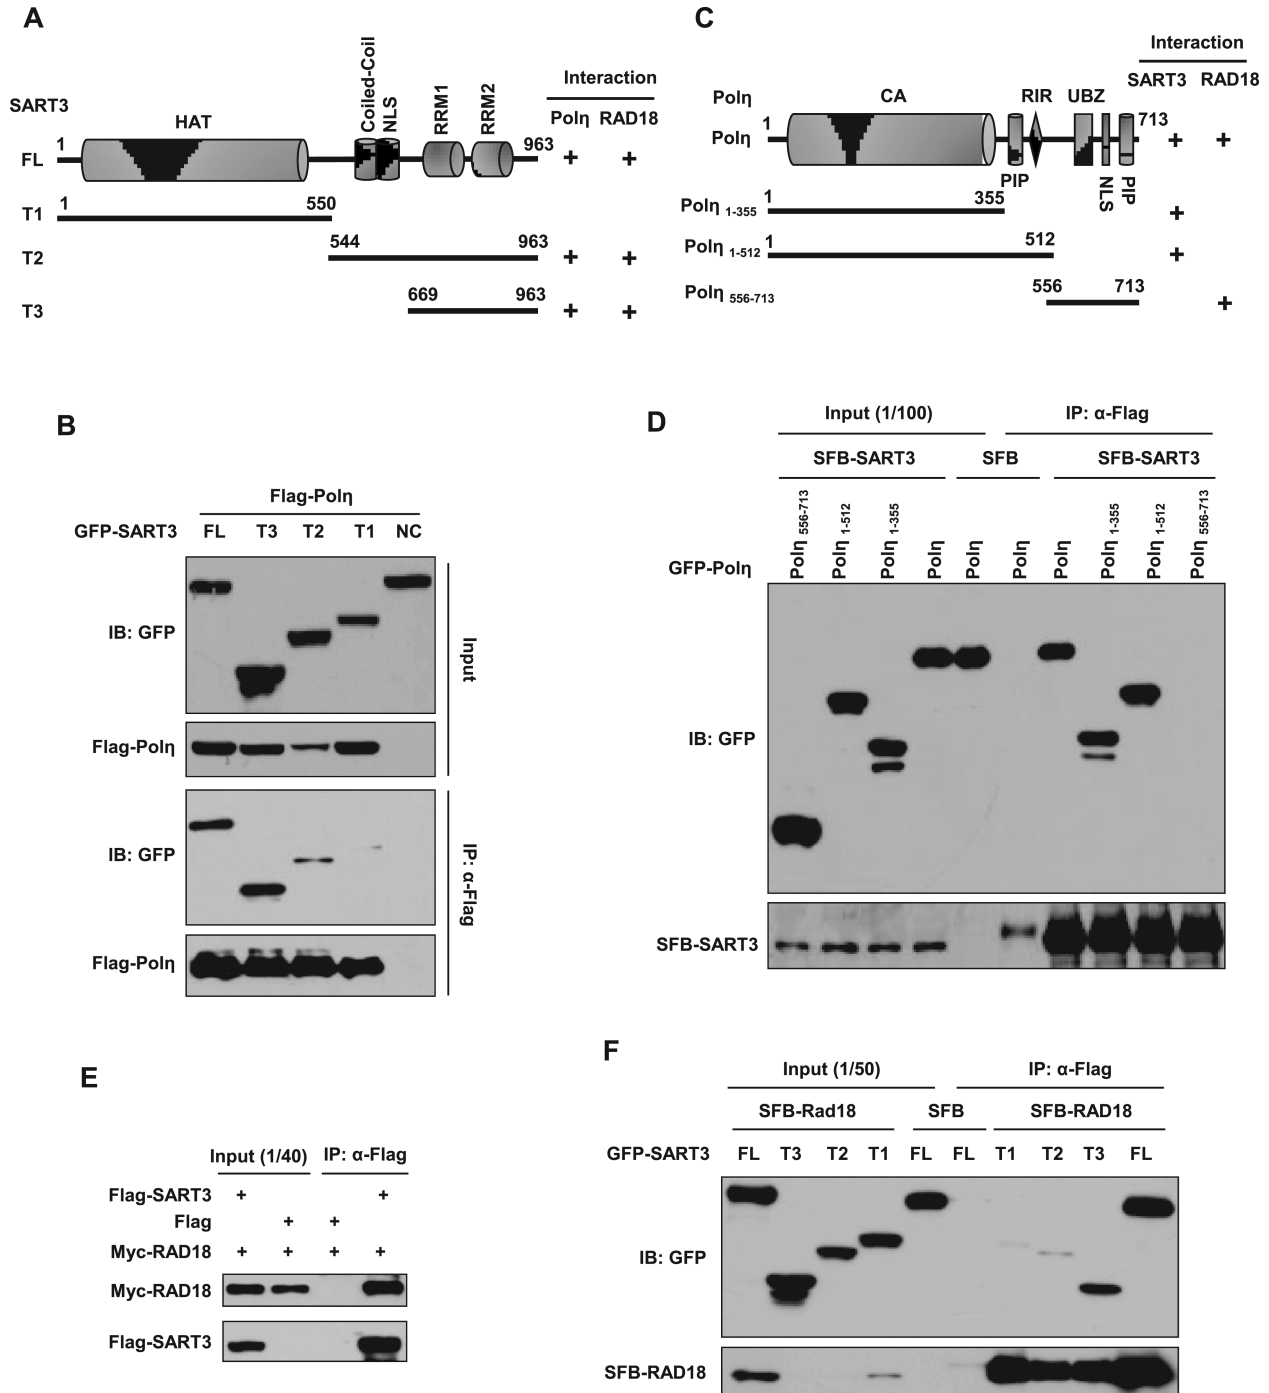 A
SART3
HAT
Coiled-Coil
NLS
RRM1
RRM2
Interaction
Polη RAD18
FL
1
963
+ +
T1
1
550
T2
544
963
+ +
T3
669
963
+ +
C
Interaction
SART3 RAD18
Polη
CA
RIR
UBZ
Polη
1
713
+ +
PIP
NLS
PIP
Polη 1-355
1
355
+
Polη 1-512
1
512
+
Polη 556-713
556
713
+
B
Flag-Polη
GFP-SART3 FL T3 T2 T1 NC
IB: GFP
Flag-Polη
Input
IB: GFP
Flag-Polη
IP: α-Flag
D
Input (1/100) IP: α-Flag
SFB-SART3 SFB SFB-SART3
GFP-Polη Polη 556-713 Polη 1-512 Polη 1-355 Polη Polη Polη Polη Polη 1-355 Polη 1-512 Polη 556-713
IB: GFP
SFB-SART3
E
Input (1/40) IP: α-Flag
Flag-SART3 + +
Flag + +
Myc-RAD18 + + + +
Myc-RAD18
Flag-SART3
F
Input (1/50) IP: α-Flag
SFB-Rad18 SFB SFB-RAD18
GFP-SART3 FL T3 T2 T1 FL FL T1 T2 T3 FL
IB: GFP
SFB-RAD18